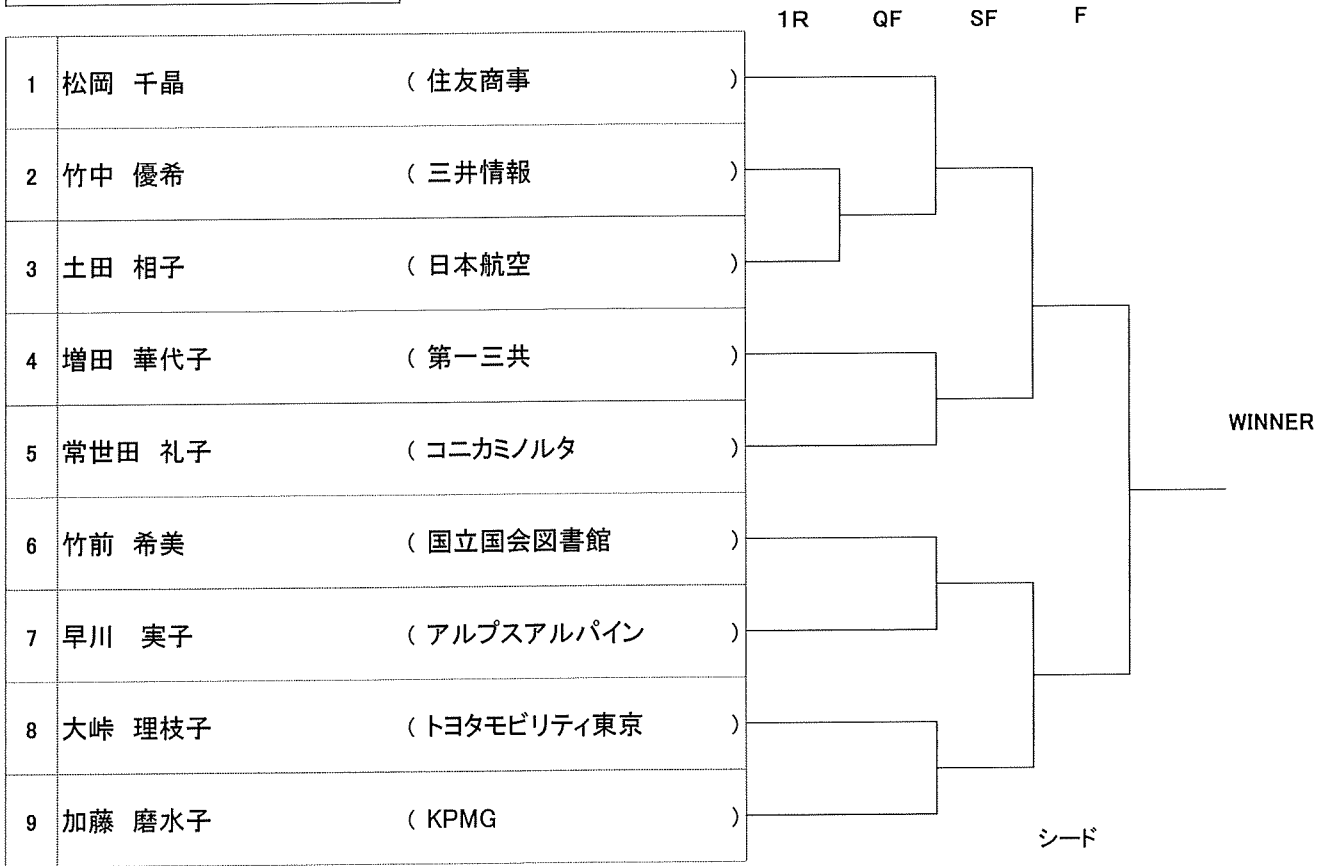 1R QF SF F
1 松岡 千晶 ( 住友商事 )
2 竹中 優希 ( 三井情報 )
3 土田 相子 ( 日本航空 )
4 増田 華代子 ( 第一三共 )
5 常世田 礼子 ( コニカミノルタ )
WINNER
6 竹前 希美 ( 国立国会図書館 )
7 早川 実子 ( アルプスアルパイン )
8 大峠 理枝子 ( トヨタモビリティ東京 )
9 加藤 磨水子 ( KPMG )
シード